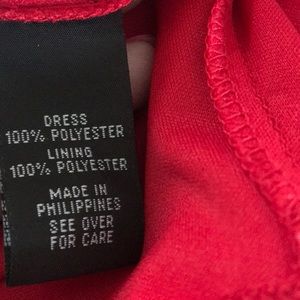 DRESS
100% POLYESTER
LINING
100% POLYESTER
MADE IN
PHILIPPINES
SEE OVER
FOR CARE